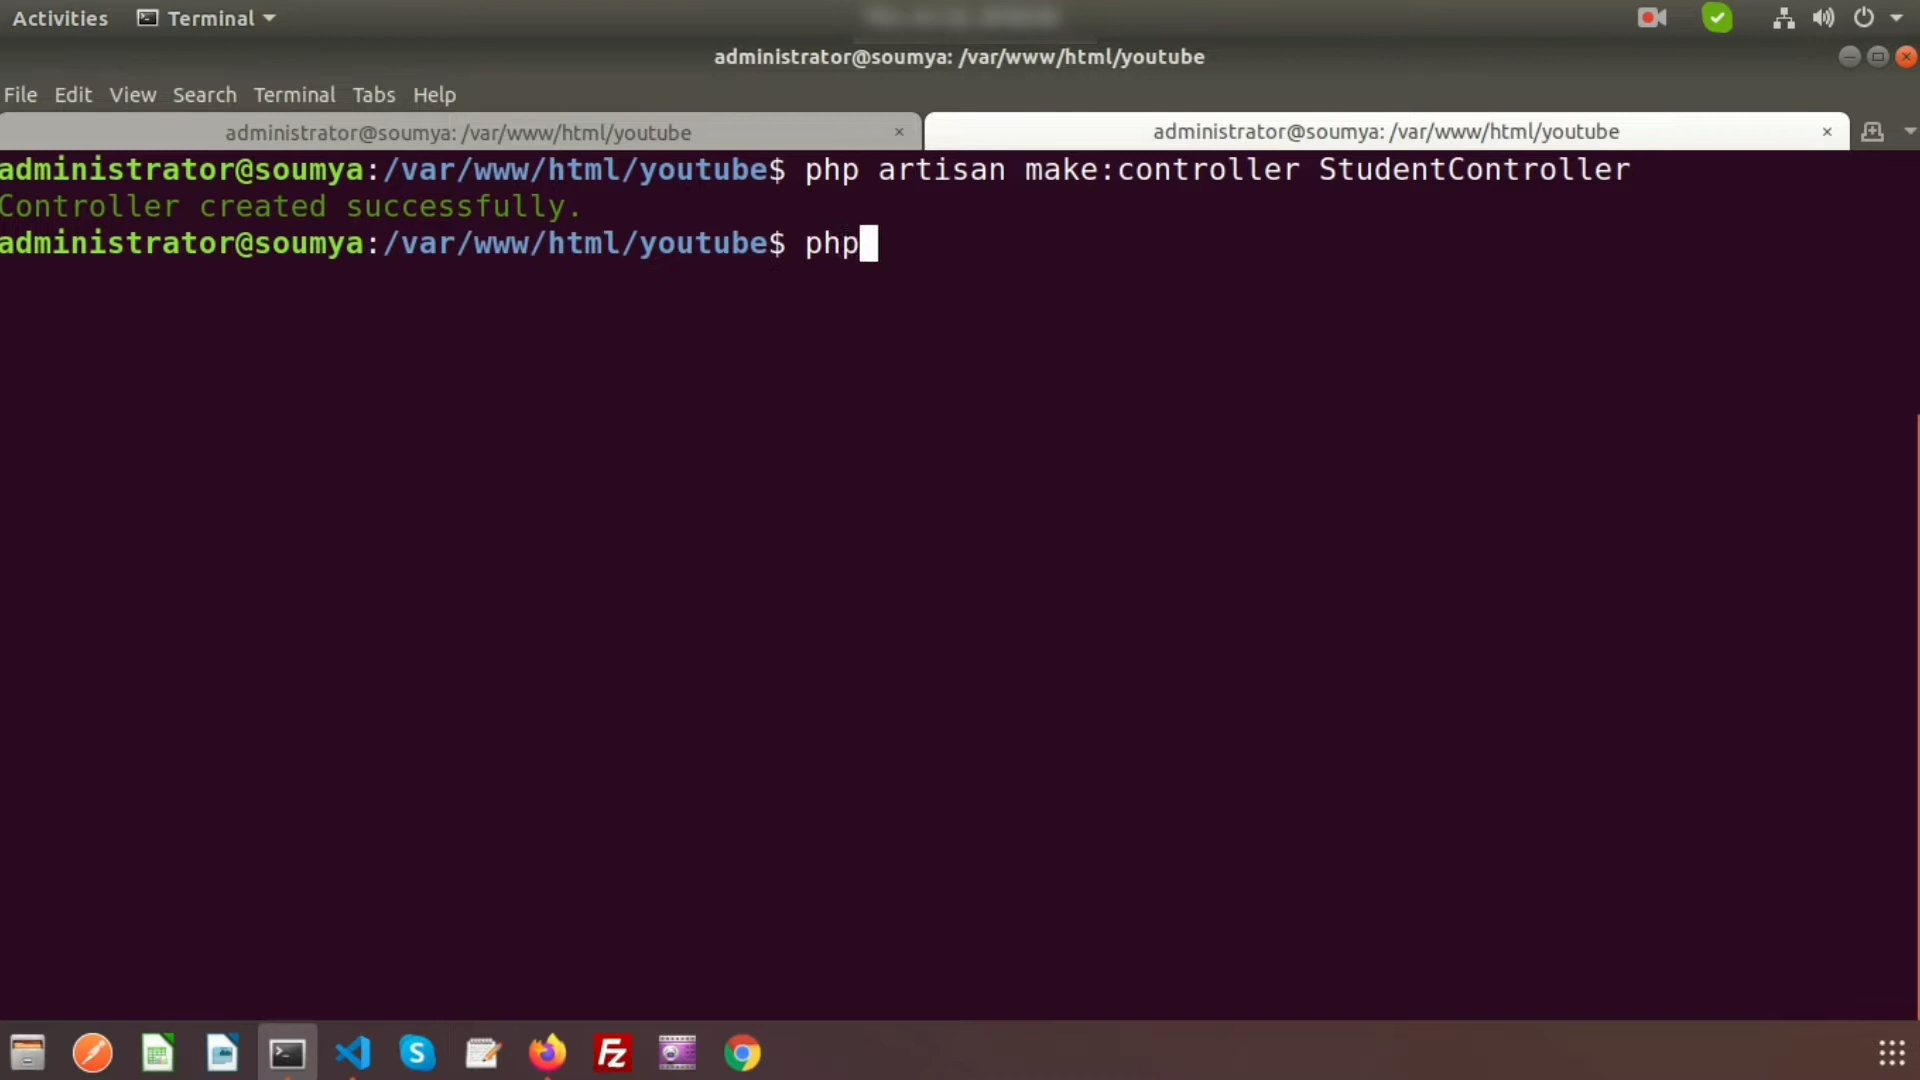 Activities Terminal
administrator@soumya: /var/www/html/youtube
File Edit View Search Terminal Tabs Help
administrator@soumya: /var/www/html/youtube × administrator@soumya: /var/www/html/youtube ×
administrator@soumya:/var/www/html/youtube$ php artisan make:controller StudentController
Controller created successfully.
administrator@soumya:/var/www/html/youtube$ php